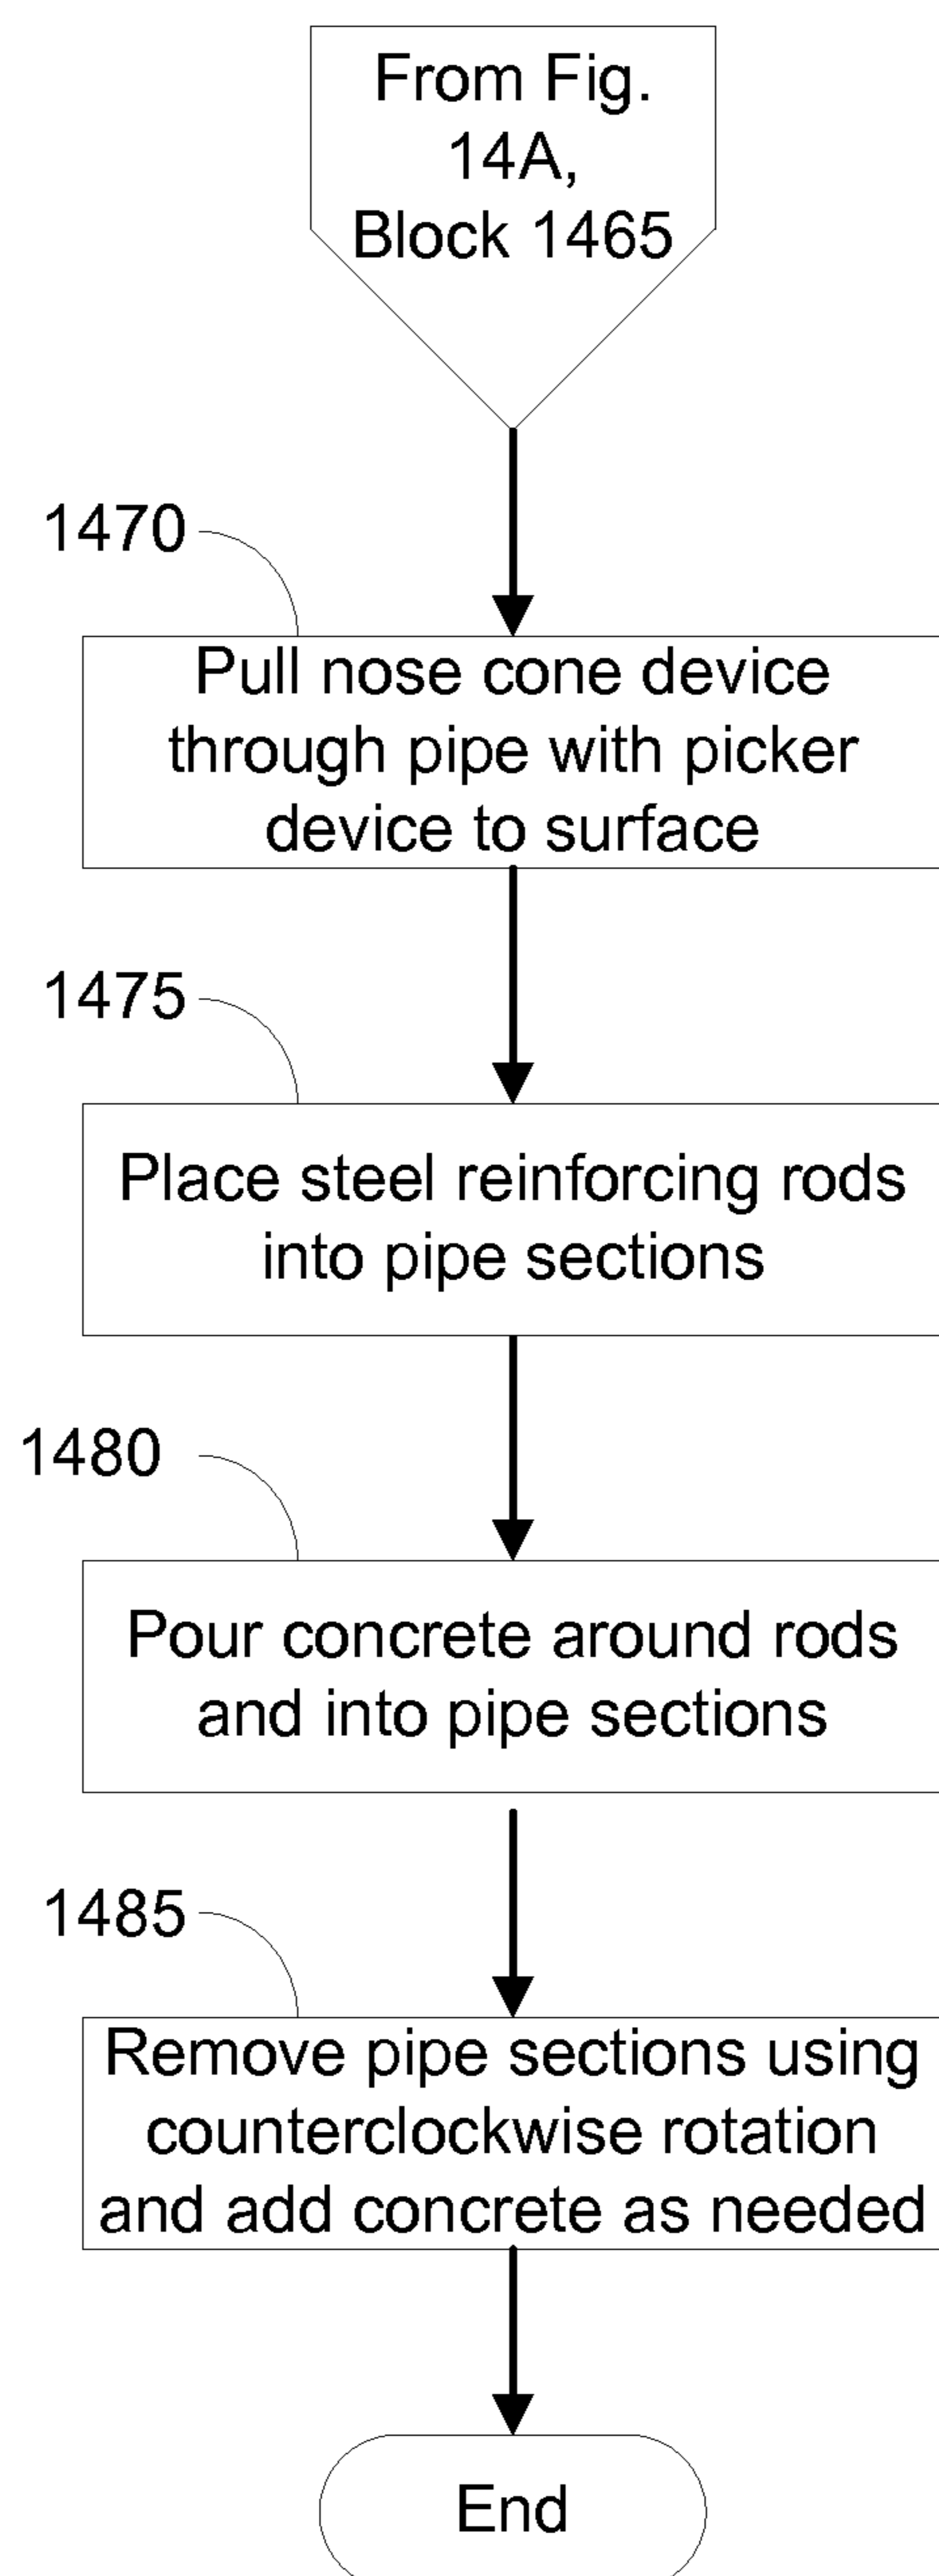 From Fig.
14A,
Block 1465
1470
Pull nose cone device
through pipe with picker
device to surface
1475
Place steel reinforcing rods
into pipe sections
1480
Pour concrete around rods
and into pipe sections
1485
Remove pipe sections using
counterclockwise rotation
and add concrete as needed
End